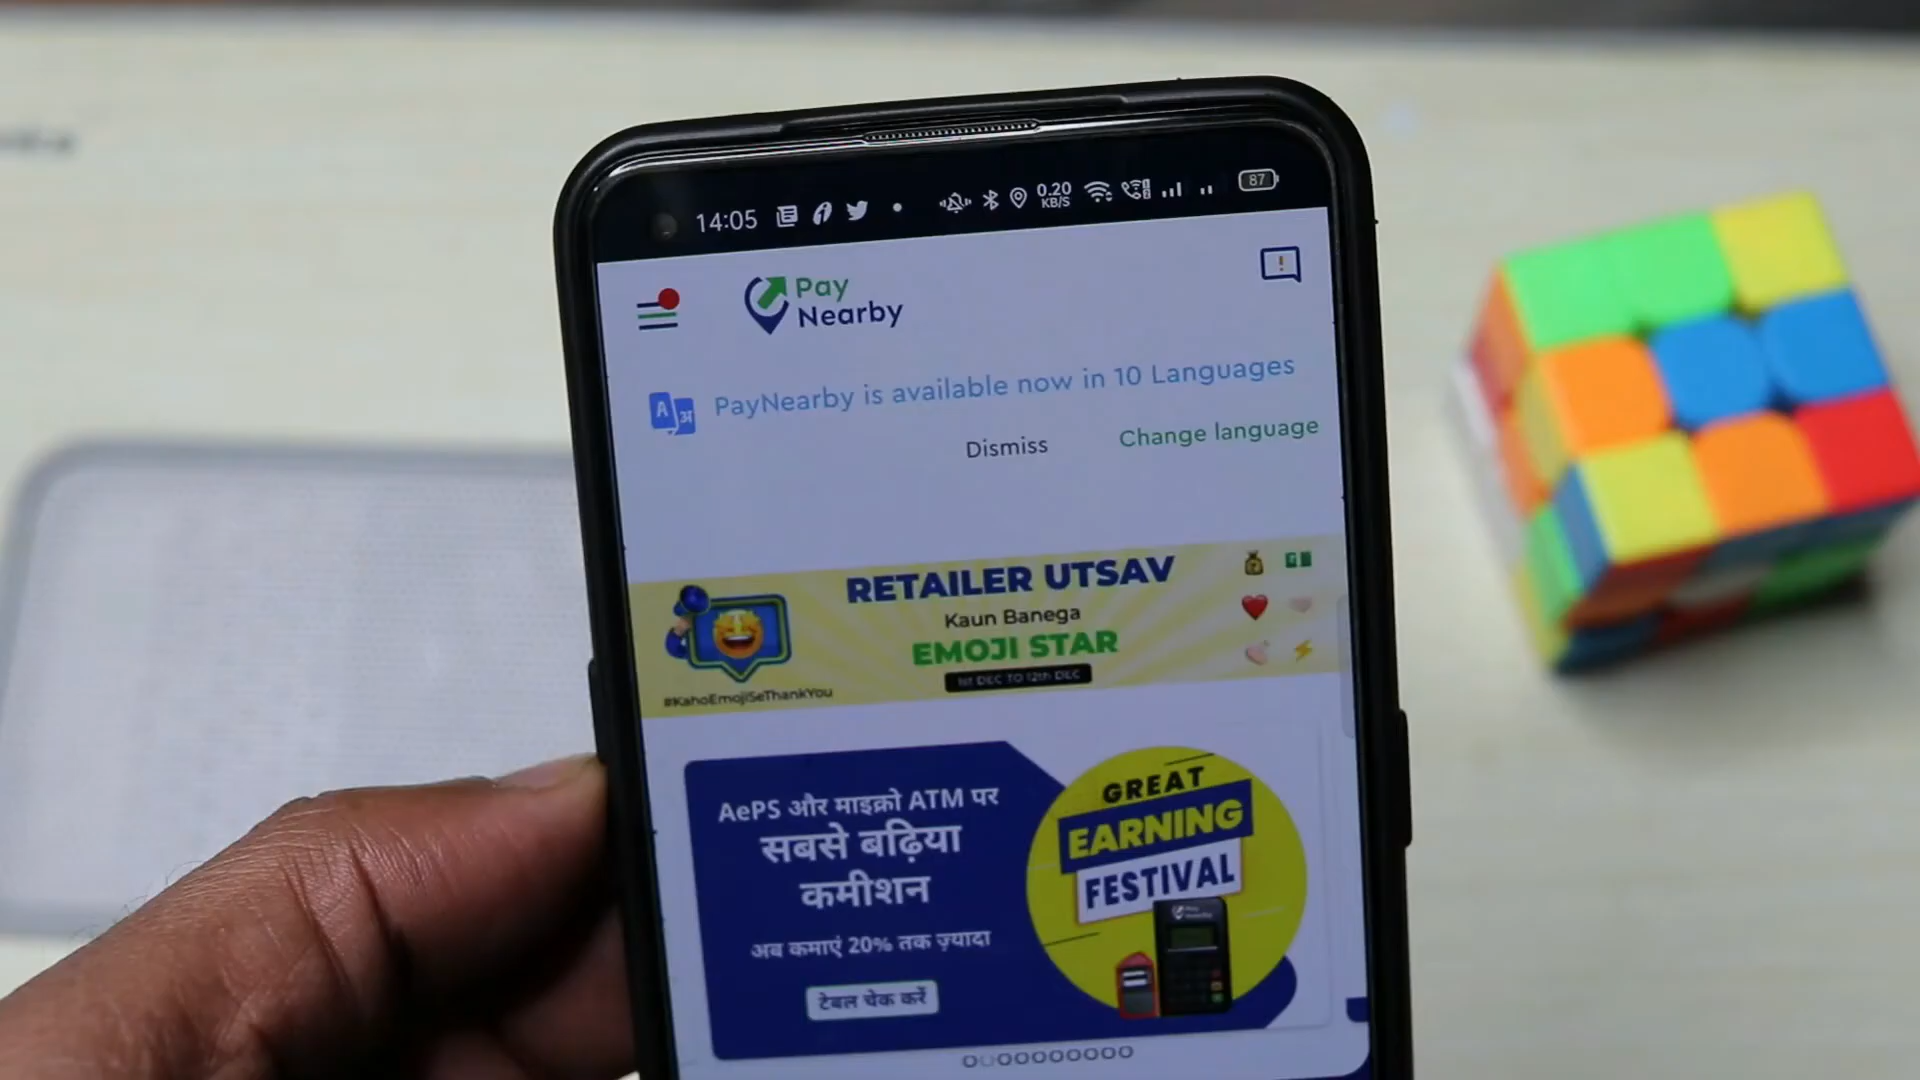 14:05
0.20
KB/S
87
Pay
Nearby
PayNearby is available now in 10 Languages
Dismiss
Change language
RETAILER UTSAV
Kaun Banega
EMOJI STAR
1st DEC TO 12th DEC
#KahoEmojiSeThankYou
AePS और माइक्रो ATM पर
सबसे बढ़िया
कमीशन
अब कमाएं 20% तक ज़्यादा
टेबल चेक करें
GREAT
EARNING
FESTIVAL